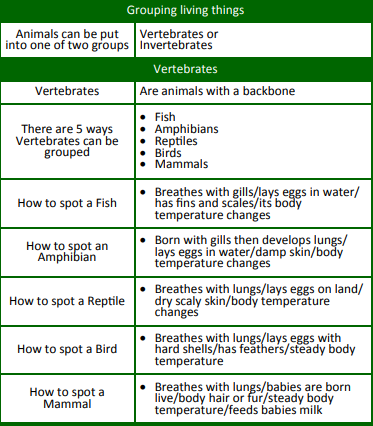 Grouping living things
Animals can be put
into one of two groups
Vertebrates or
Invertebrates
Vertebrates
Vertebrates
Are animals with a backbone
There are 5 ways
Vertebrates can be
grouped
• Fish
• Amphibians
• Reptiles
• Birds
• Mammals
How to spot a Fish
• Breathes with gills/lays eggs in water/
has fins and scales/its body
temperature changes
How to spot an
Amphibian
• Born with gills then develops lungs/
lays eggs in water/damp skin/body
temperature changes
How to spot a Reptile
• Breathes with lungs/lays eggs on land/
dry scaly skin/body temperature
changes
How to spot a Bird
• Breathes with lungs/lays eggs with
hard shells/has feathers/steady body
temperature
How to spot a
Mammal
• Breathes with lungs/babies are born
live/body hair or fur/steady body
temperature/feeds babies milk